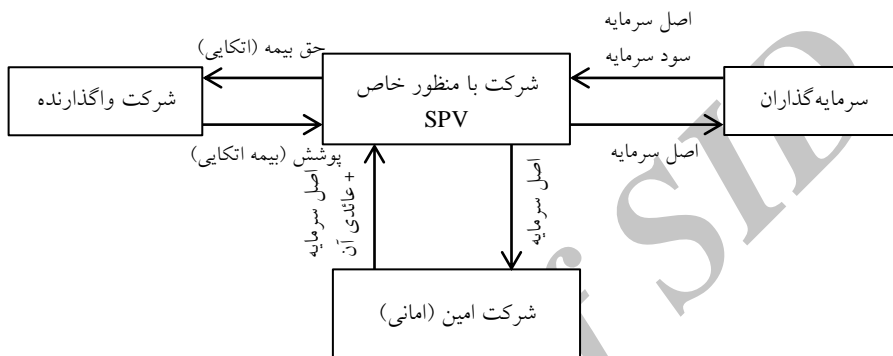 اصل سرمایه
سود سرمایه
حق بیمه (اتکایی)
سرمایه‌گذاران
شرکت با منظور خاص
SPV
شرکت واگذارنده
اصل سرمایه
پوشش (بیمه اتکایی)
اصل سرمایه
اصل سرمایه
+ عائدی آن
شرکت امین (امانی)
f SID